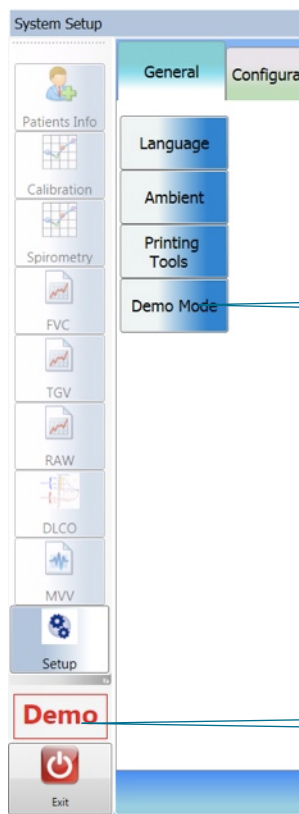 System Setup
General
Configura
Patients Info
Calibration
Spirometry
FVC
TGV
RAW
DLCO
MVV
Setup
Demo
Exit
Language
Ambient
Printing
Tools
Demo Mode